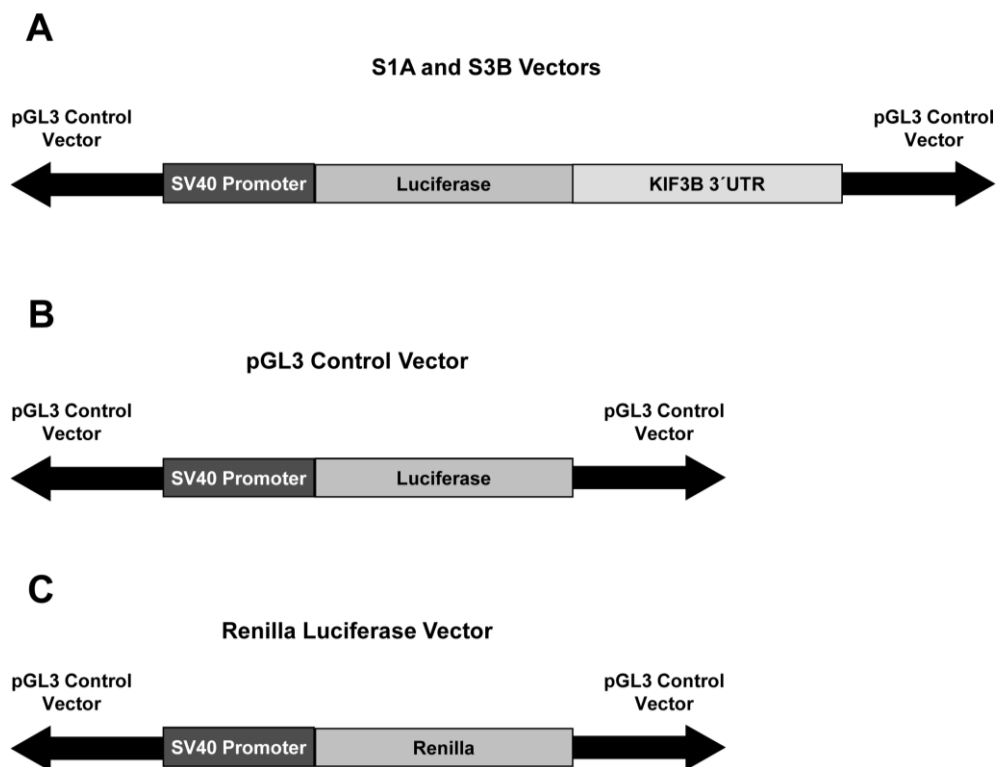 A
S1A and S3B Vectors
pGL3 Control
Vector
pGL3 Control
Vector
SV40 Promoter
Luciferase
KIF3B 3´UTR
B
pGL3 Control Vector
pGL3 Control
Vector
pGL3 Control
Vector
SV40 Promoter
Luciferase
C
Renilla Luciferase Vector
pGL3 Control
Vector
pGL3 Control
Vector
SV40 Promoter
Renilla